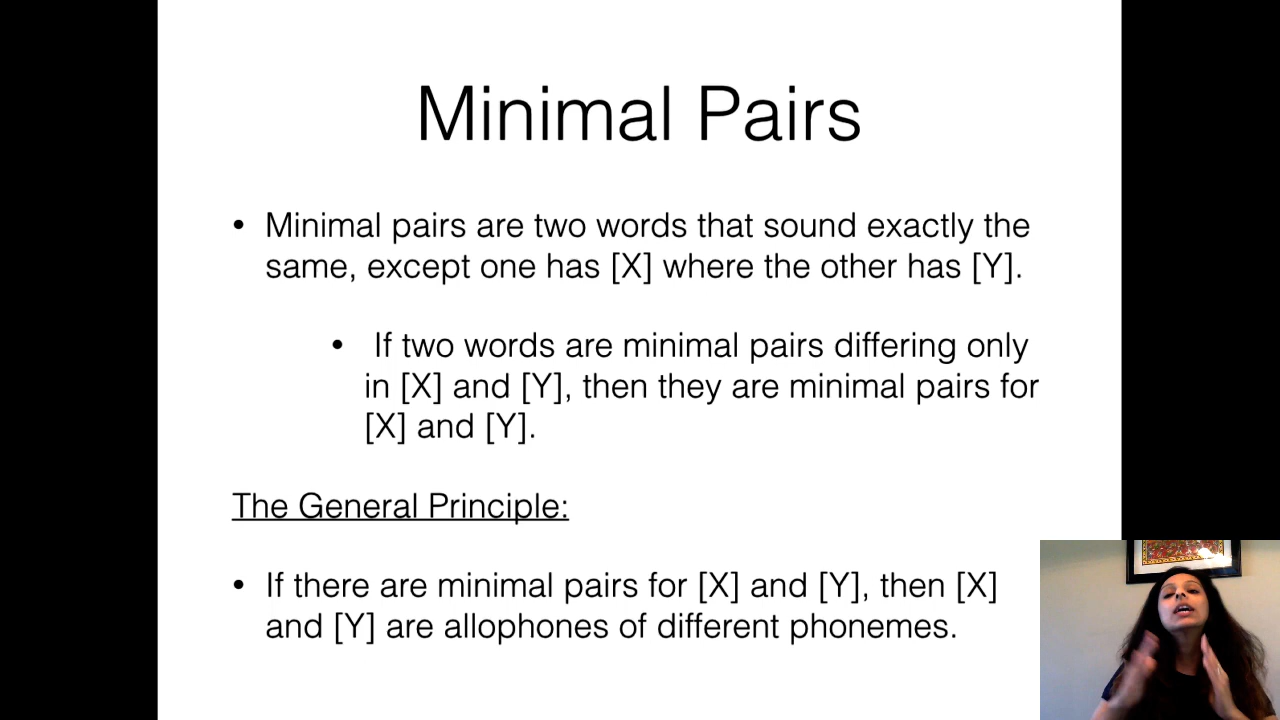 Minimal Pairs
• Minimal pairs are two words that sound exactly the
same, except one has [X] where the other has [Y].
• If two words are minimal pairs differing only
in [X] and [Y], then they are minimal pairs for
[X] and [Y].
The General Principle:
• If there are minimal pairs for [X] and [Y], then [X]
and [Y] are allophones of different phonemes.